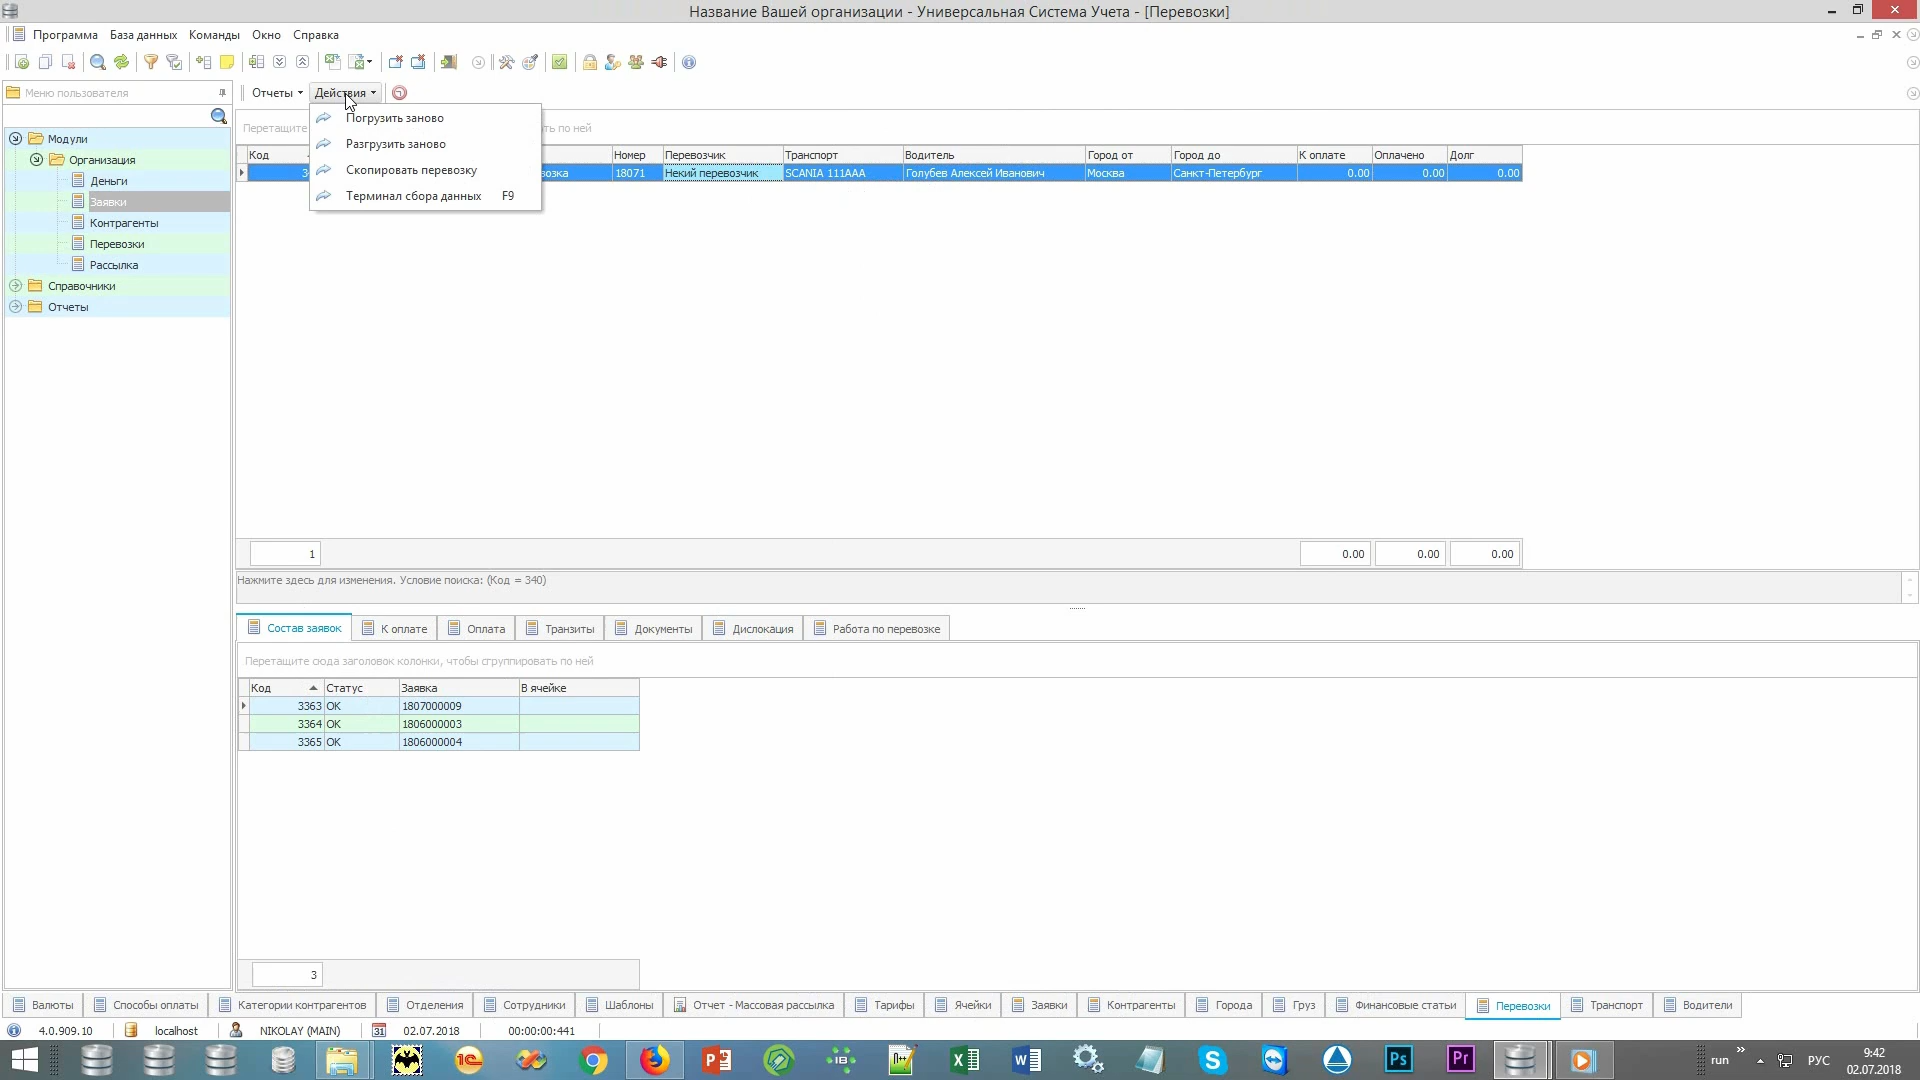 Название Вашей организации - Универсальная Система Учета - [Перевозки]
Программа База данных Команды Окно Справка
Меню пользователя
Отчеты Действия
Модули
Организация
Деньги
Заявки
Контрагенты
Перевозки
Рассылка
Справочники
Отчеты
Погрузить заново
Разгрузить заново
Скопировать перевозку
Терминал сбора данных F9
Перетащите ть по ней
Код Номер Перевозчик Транспорт Водитель Город от Город до К оплате Оплачено Долг
3 возка 18071 Некий перевозчик SCANIA 111AAA Голубев Алексей Иванович Москва Санкт-Петербург 0.00 0.00 0.00
1 0.00 0.00 0.00
Нажмите здесь для изменения. Условие поиска: (Код = 340)
Состав заявок К оплате Оплата Транзиты Документы Дислокация Работа по перевозке
Перетащите сюда заголовок колонки, чтобы сгруппировать по ней
Код Статус Заявка В ячейке
3363 OK 1807000009
3364 OK 1806000003
3365 OK 1806000004
3
Валюты Способы оплаты Категории контрагентов Отделения Сотрудники Шаблоны Отчет - Массовая рассылка Тарифы Ячейки Заявки Контрагенты Города Груз Финансовые статьи Перевозки Транспорт Водители
4.0.909.10 localhost NIKOLAY (MAIN) 31 02.07.2018 00:00:00:441
run РУС 9:42
02.07.2018